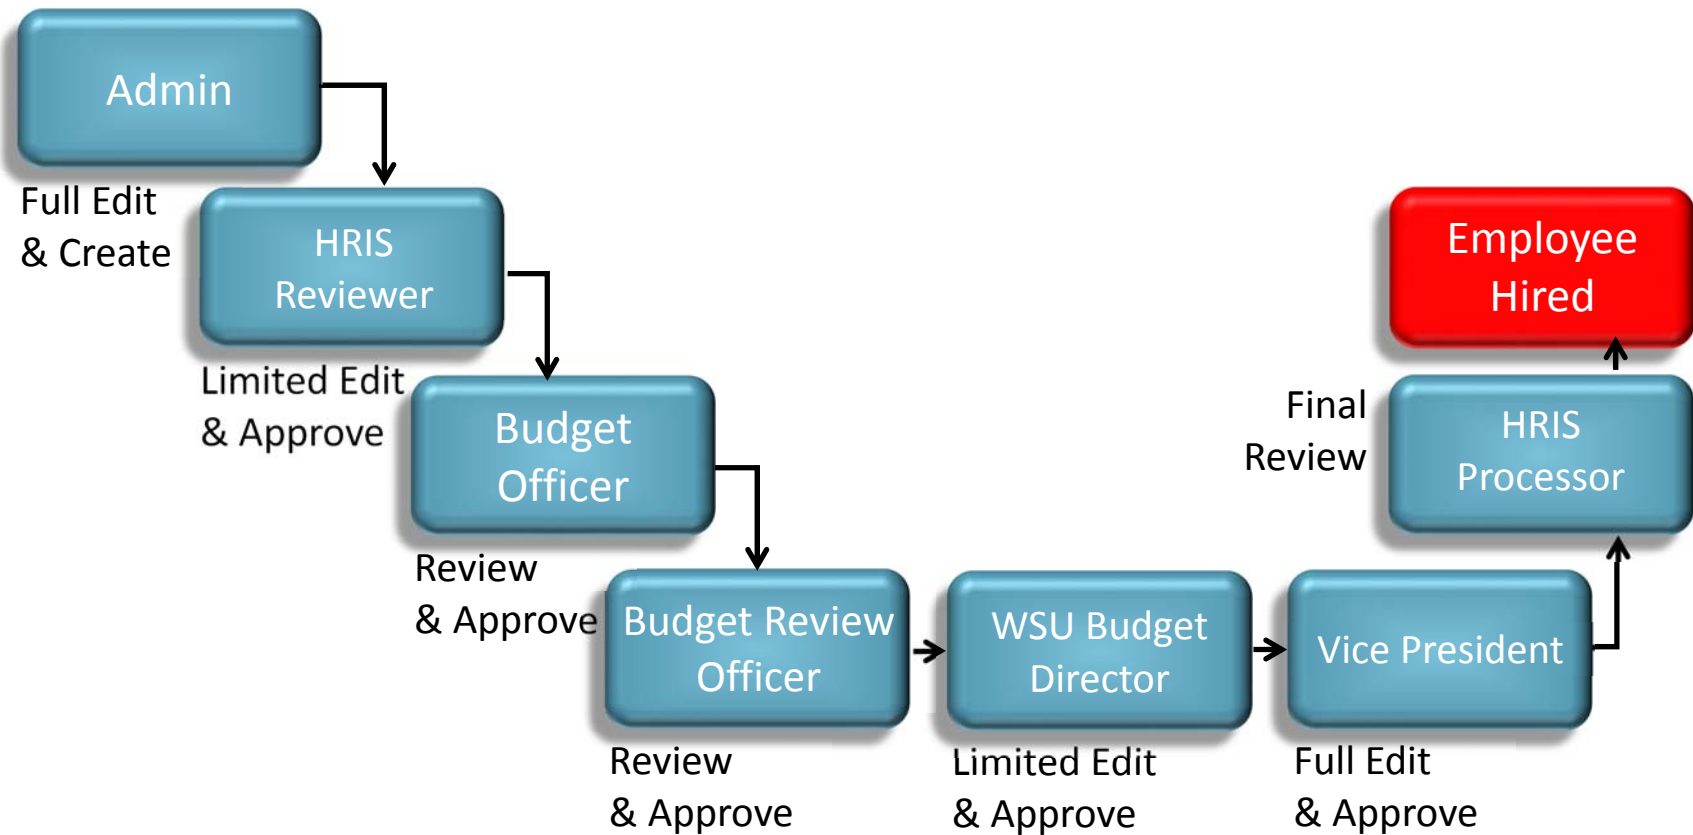 Admin
Full Edit
& Create
HRIS
Reviewer
Limited Edit
& Approve
Budget
Officer
Review
& Approve
Budget Review
Officer
Review
& Approve
WSU Budget
Director
Limited Edit
& Approve
Vice President
Full Edit
& Approve
HRIS
Processor
Final
Review
Employee
Hired